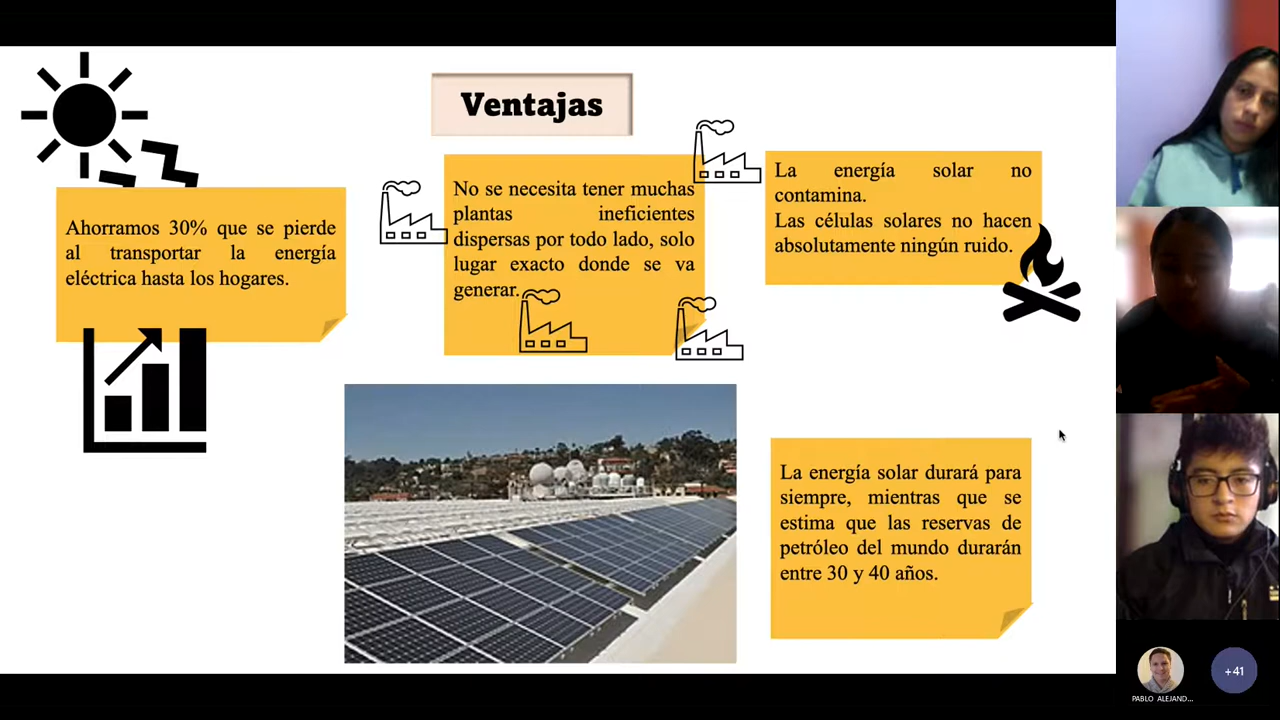 Ventajas
Ahorramos 30% que se pierde
al transportar la energía
eléctrica hasta los hogares.
No se necesita tener muchas
plantas ineficientes
dispersas por todo lado, solo
lugar exacto donde se va
generar.
La energía solar no
contamina.
Las células solares no hacen
absolutamente ningún ruido.
La energía solar durará para
siempre, mientras que se
estima que las reservas de
petróleo del mundo durarán
entre 30 y 40 años.
+41
PABLO ALEJAND...